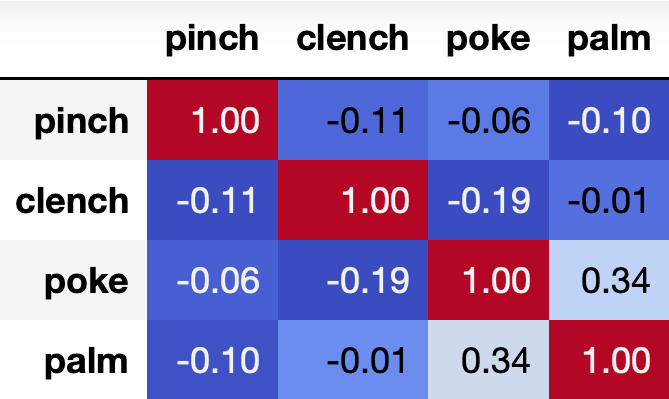 pinch clench poke palm
pinch 1.00 -0.11 -0.06 -0.10
clench -0.11 1.00 -0.19 -0.01
poke -0.06 -0.19 1.00 0.34
palm -0.10 -0.01 0.34 1.00